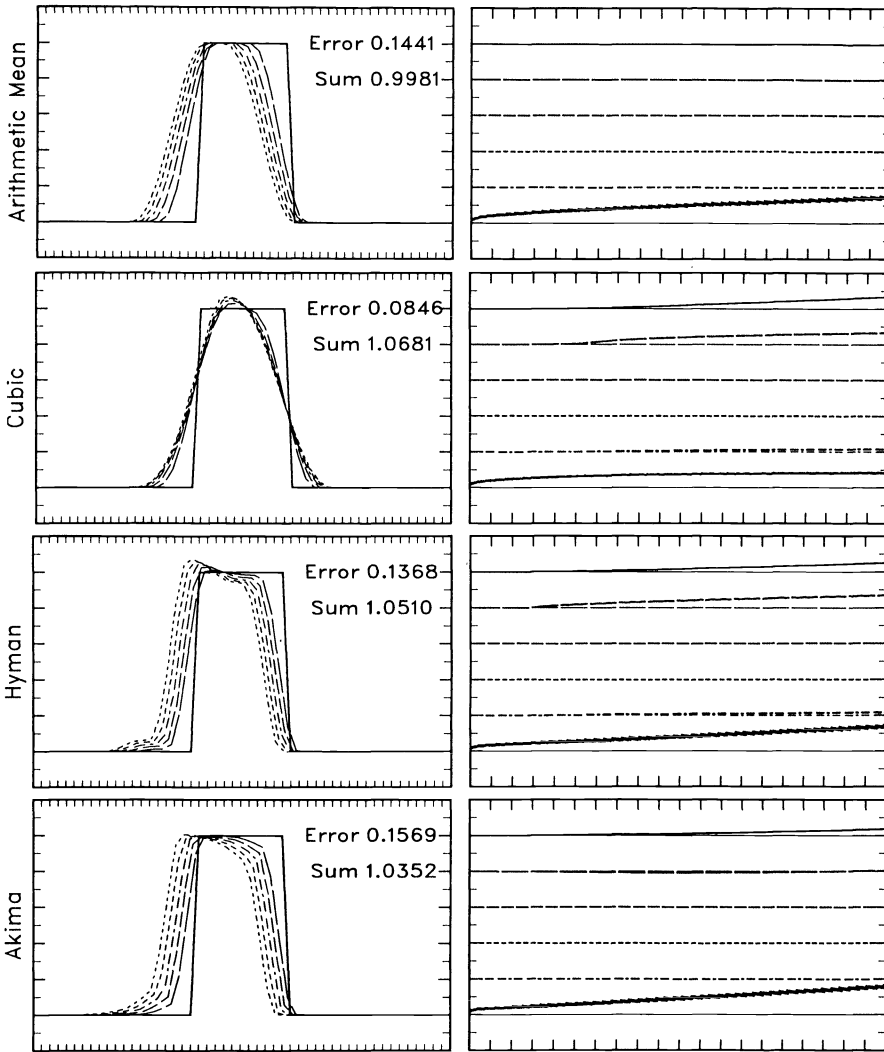 Arithmetic Mean
Error 0.1441
Sum 0.9981
Cubic
Error 0.0846
Sum 1.0681
Hyman
Error 0.1368
Sum 1.0510
Akima
Error 0.1569
Sum 1.0352